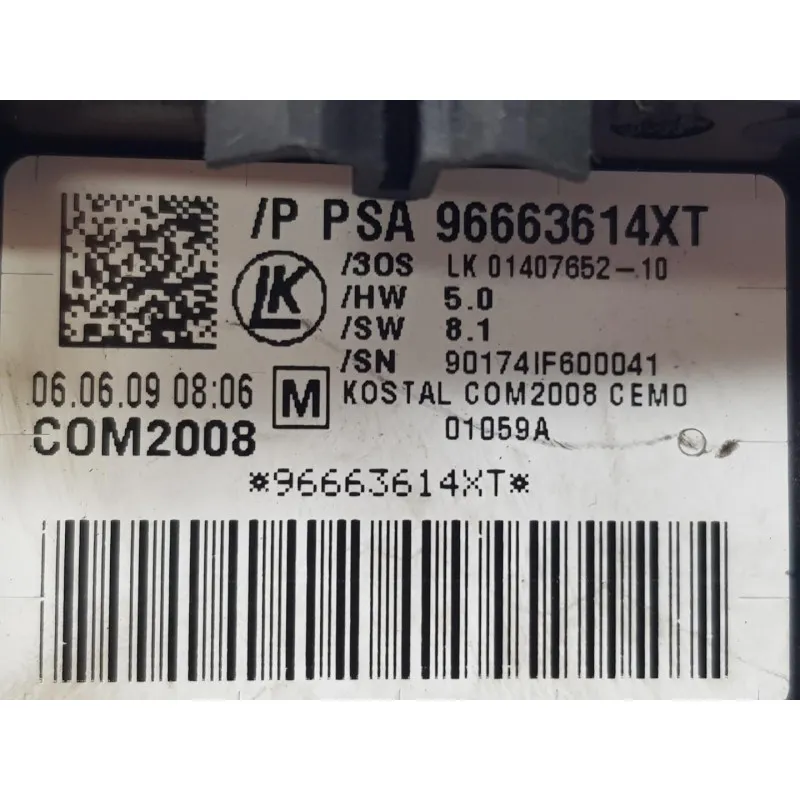 /P PSA 96663614XT
LK
/3OS LK 01407652-10
/HW 5.0
/SW 8.1
/SN 90174IF600041
06.06.09 08:06
M
KOSTAL COM2008 CEM0
COM2008
01059A
*96663614XT*